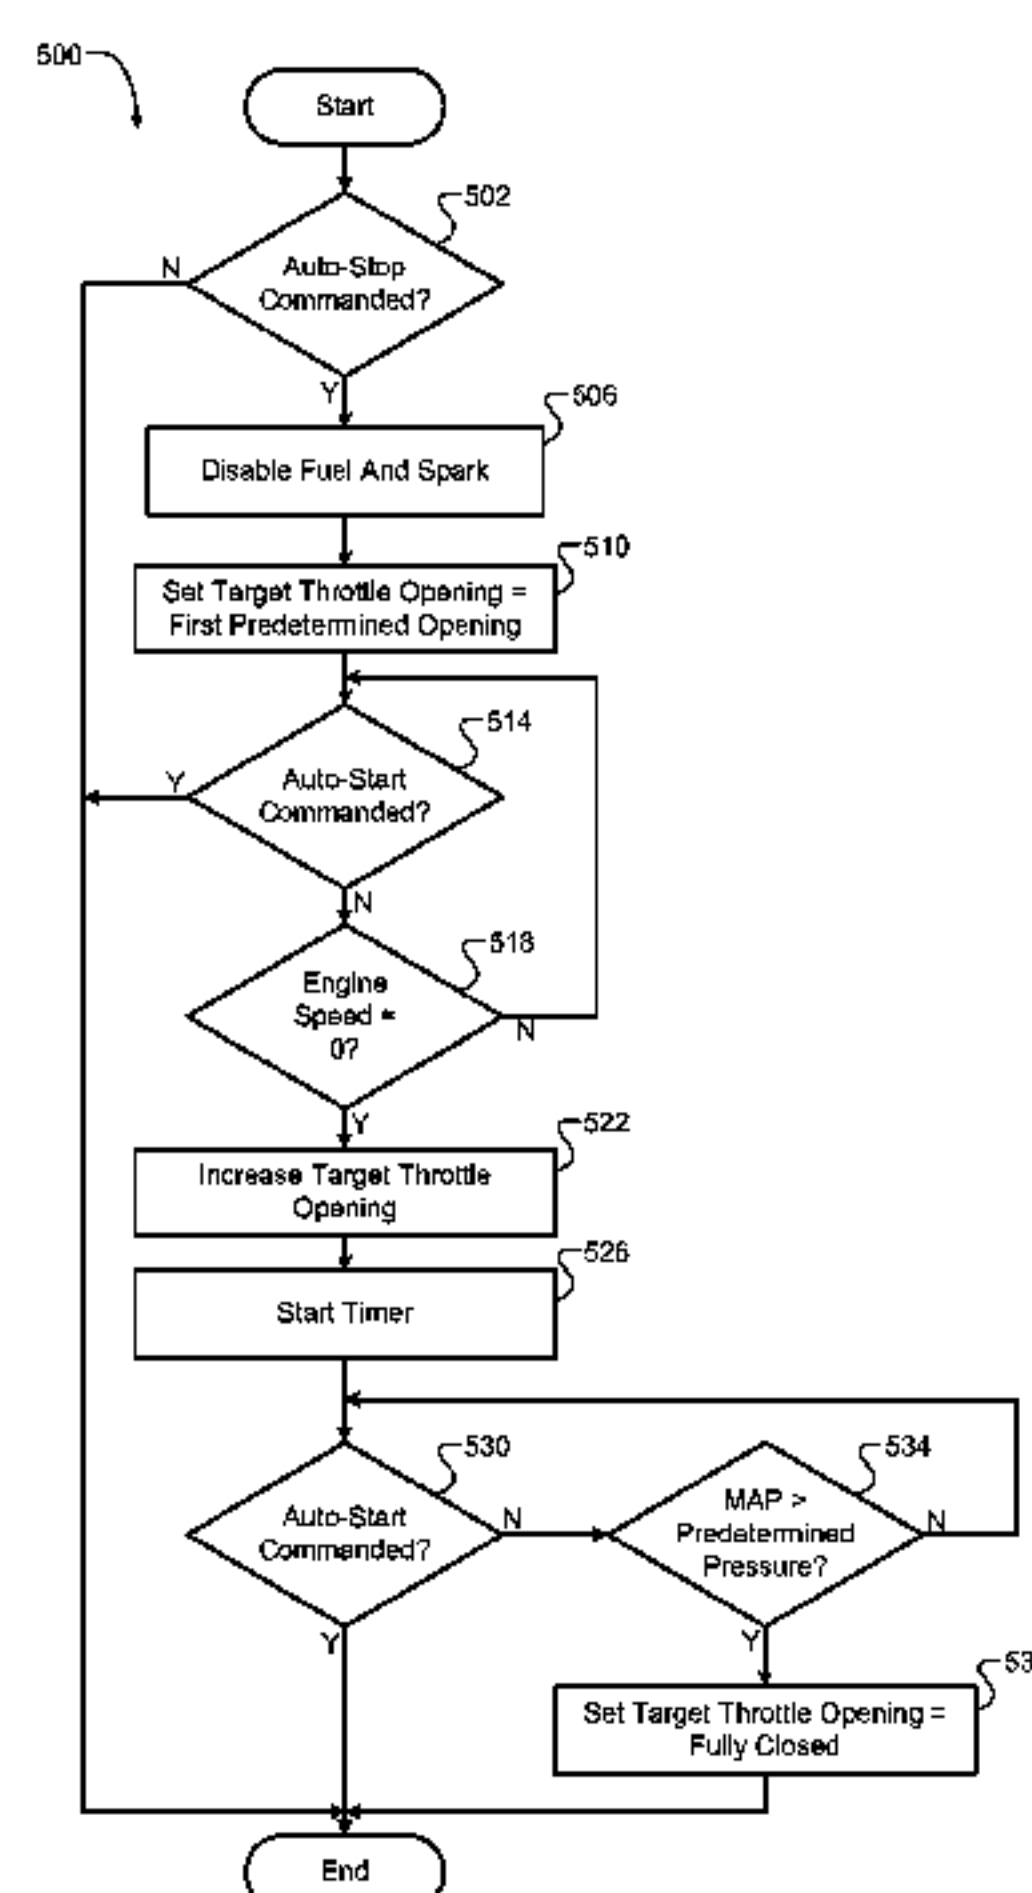 500
Start
502
Auto-Stop
Commanded?
N
Y
506
Disable Fuel And Spark
510
Set Target Throttle Opening =
First Predetermined Opening
514
Auto-Start
Commanded?
Y
N
518
Engine
Speed =
0?
N
Y
522
Increase Target Throttle
Opening
526
Start Timer
530
Auto-Start
Commanded?
N
Y
534
MAP >
Predetermined
Pressure?
N
Y
53
Set Target Throttle Opening =
Fully Closed
End